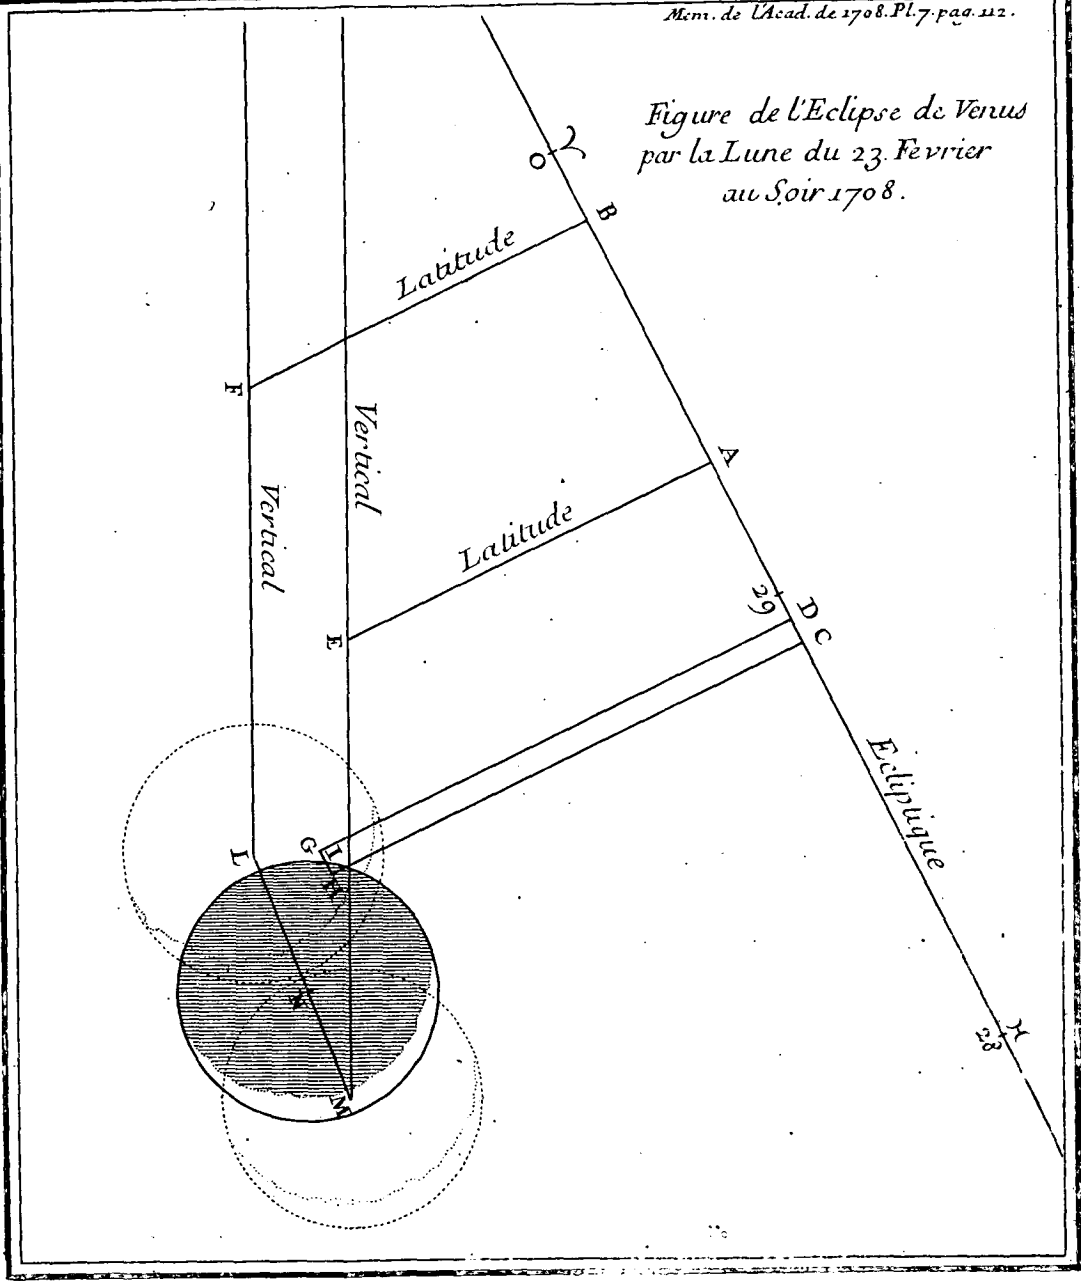 Mem. de l'Acad. de 1708. Pl. 7. pag. 112.
Figure de l'Eclipse de Venus
par la Lune du 23. Fevrier
au Soir 1708.
0 ♈
B
Latitude
F
Vertical
A
Vertical
Latitude
29
D C
E
Ecliptique
G
L
I
H
N
♓
28
M